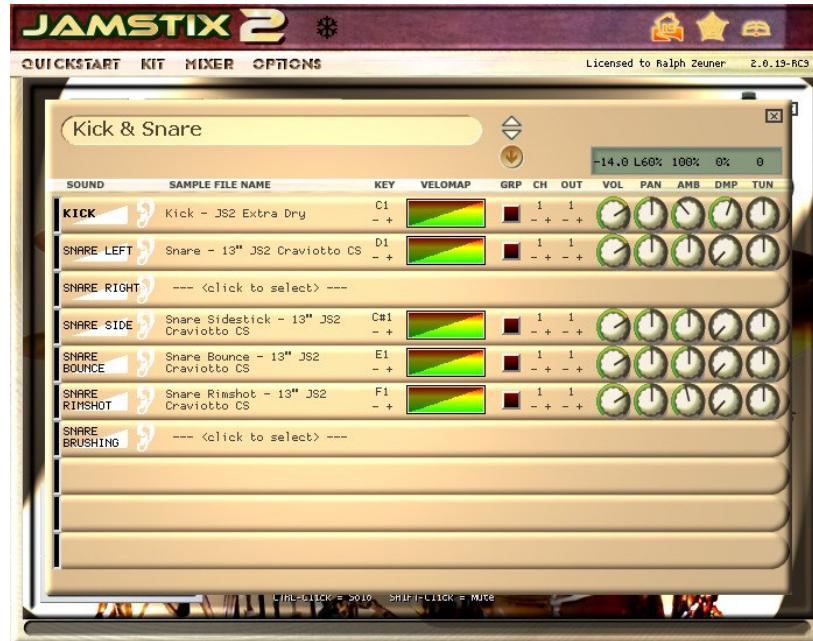 JAMSTIX 2
QUICKSTART KIT MIXER OPTIONS Licensed to Ralph Zeuner 2.0.19-RC9
Kick & Snare
-14.0 L60% 100% 0% 0
SOUND SAMPLE FILE NAME KEY VELOMAP GRP CH OUT VOL PAN AMB DMP TUN
KICK Kick - JS2 Extra Dry C1 1 1
- + - + - +
SNARE LEFT Snare - 13" JS2 Craviotto CS D1 1 1
- + - + - +
SNARE RIGHT --- <click to select> ---
SNARE SIDE Snare Sidestick - 13" JS2 C#1 1 1
Craviotto CS - + - + - +
SNARE Snare Bounce - 13" JS2 E1 1 1
BOUNCE Craviotto CS - + - + - +
SNARE Snare Rimshot - 13" JS2 F1 1 1
RIMSHOT Craviotto CS - + - + - +
SNARE
BRUSHING --- <click to select> ---
CTRL-Click = Solo SHIFT-Click = Mute